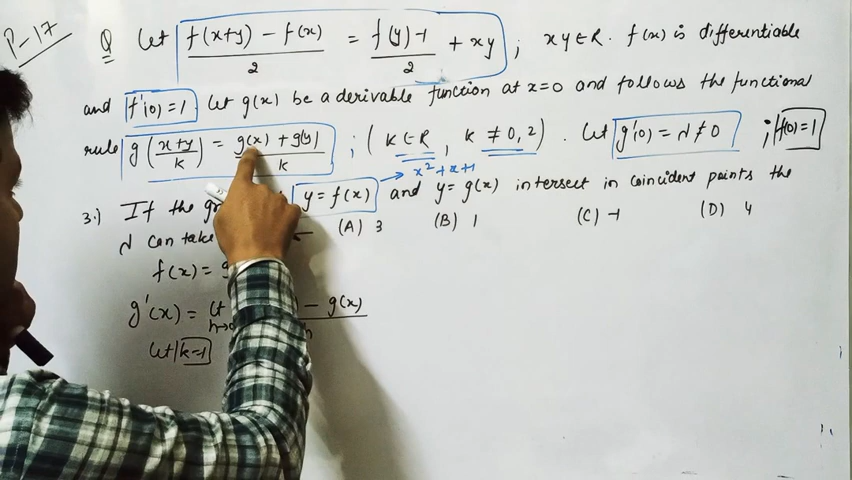 P-17
Q Let f(x+y) - f(x) / 2 = f(y)-1 / 2 + xy ; x y ∈ R. f(x) is differentiable
and f'(0) = 1. Let g(x) be a derivable function at x=0 and follows the functional
rule g(x+y / k) = g(x) + g(y) / k ; (k ∈ R, k ≠ 0, 2). Let g'(0) = λ ≠ 0 ; f(0)=1
x²+x+1
3.) If the gr y = f(x) and y = g(x) intersect in coincident points the
λ can take (A) 3 (B) 1 (C) -1 (D) 4
f(x) =
g'(x) = Lt h→0 ) - g(x) / h
Let k=1